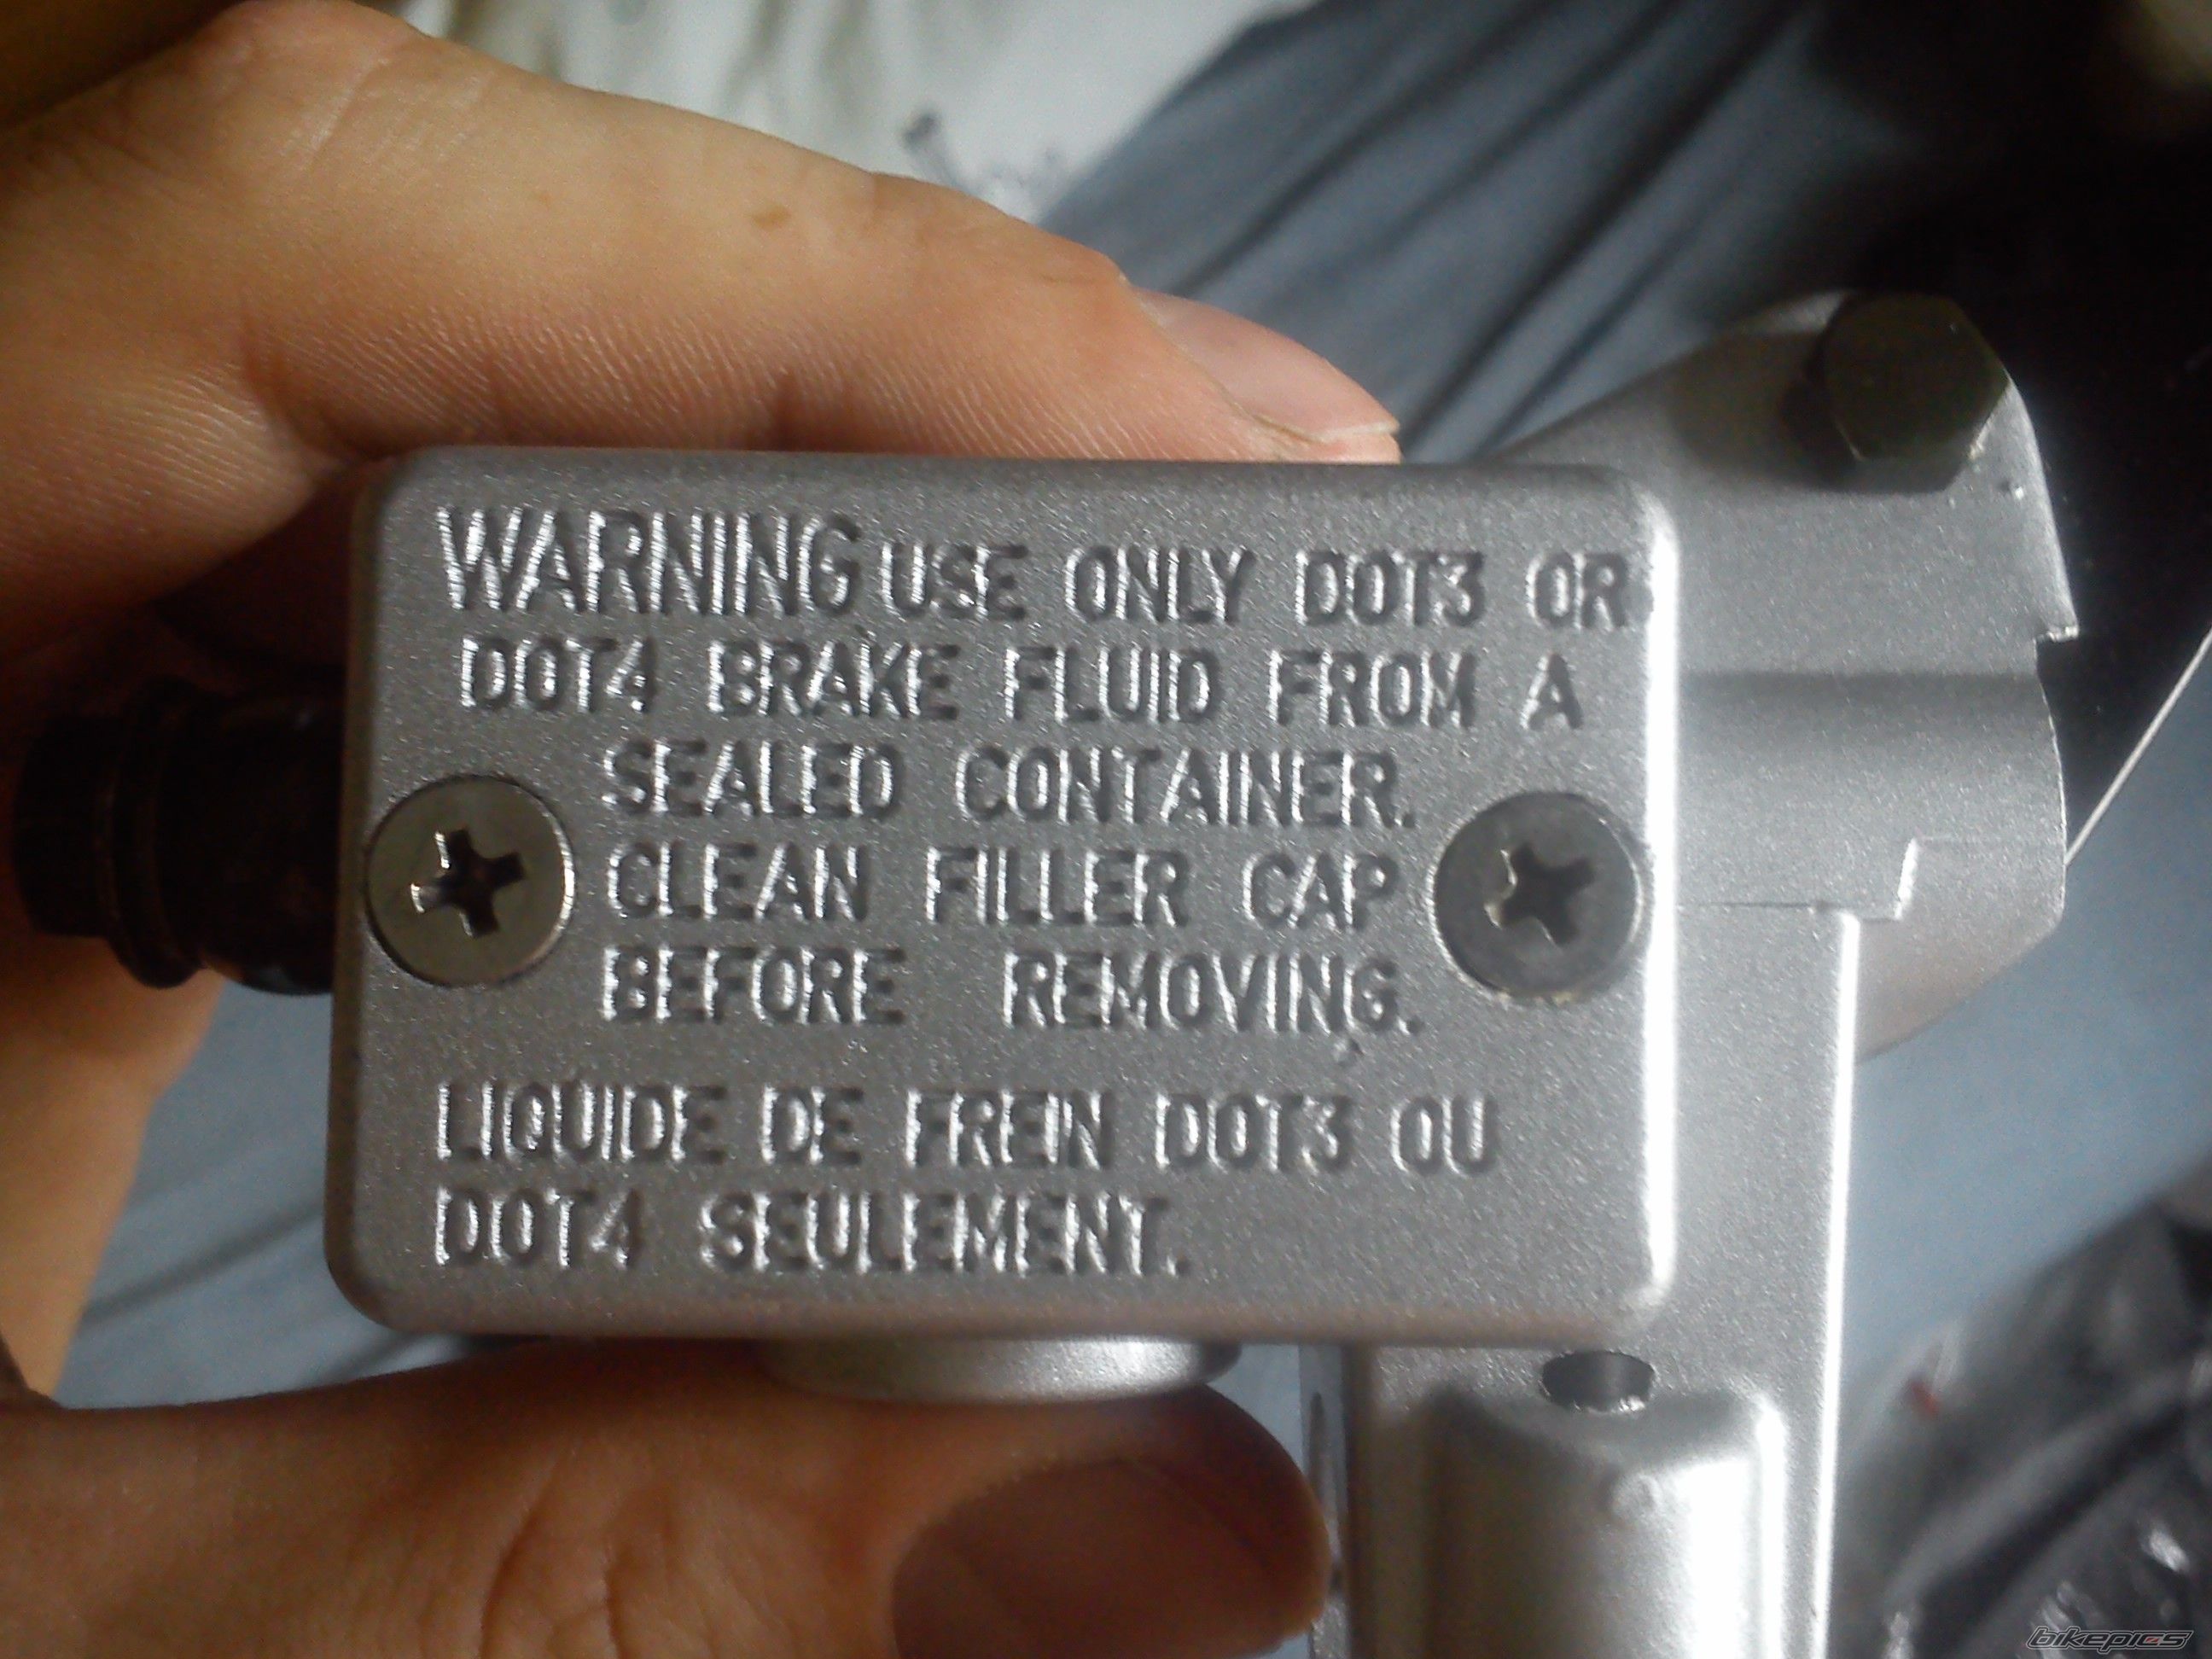 WARNING USE ONLY DOT3 OR
DOT4 BRAKE FLUID FROM A
SEALED CONTAINER.
CLEAN FILLER CAP
BEFORE REMOVING.
LIQUIDE DE FREIN DOT3 OU
DOT4 SEULEMENT.
bikepics